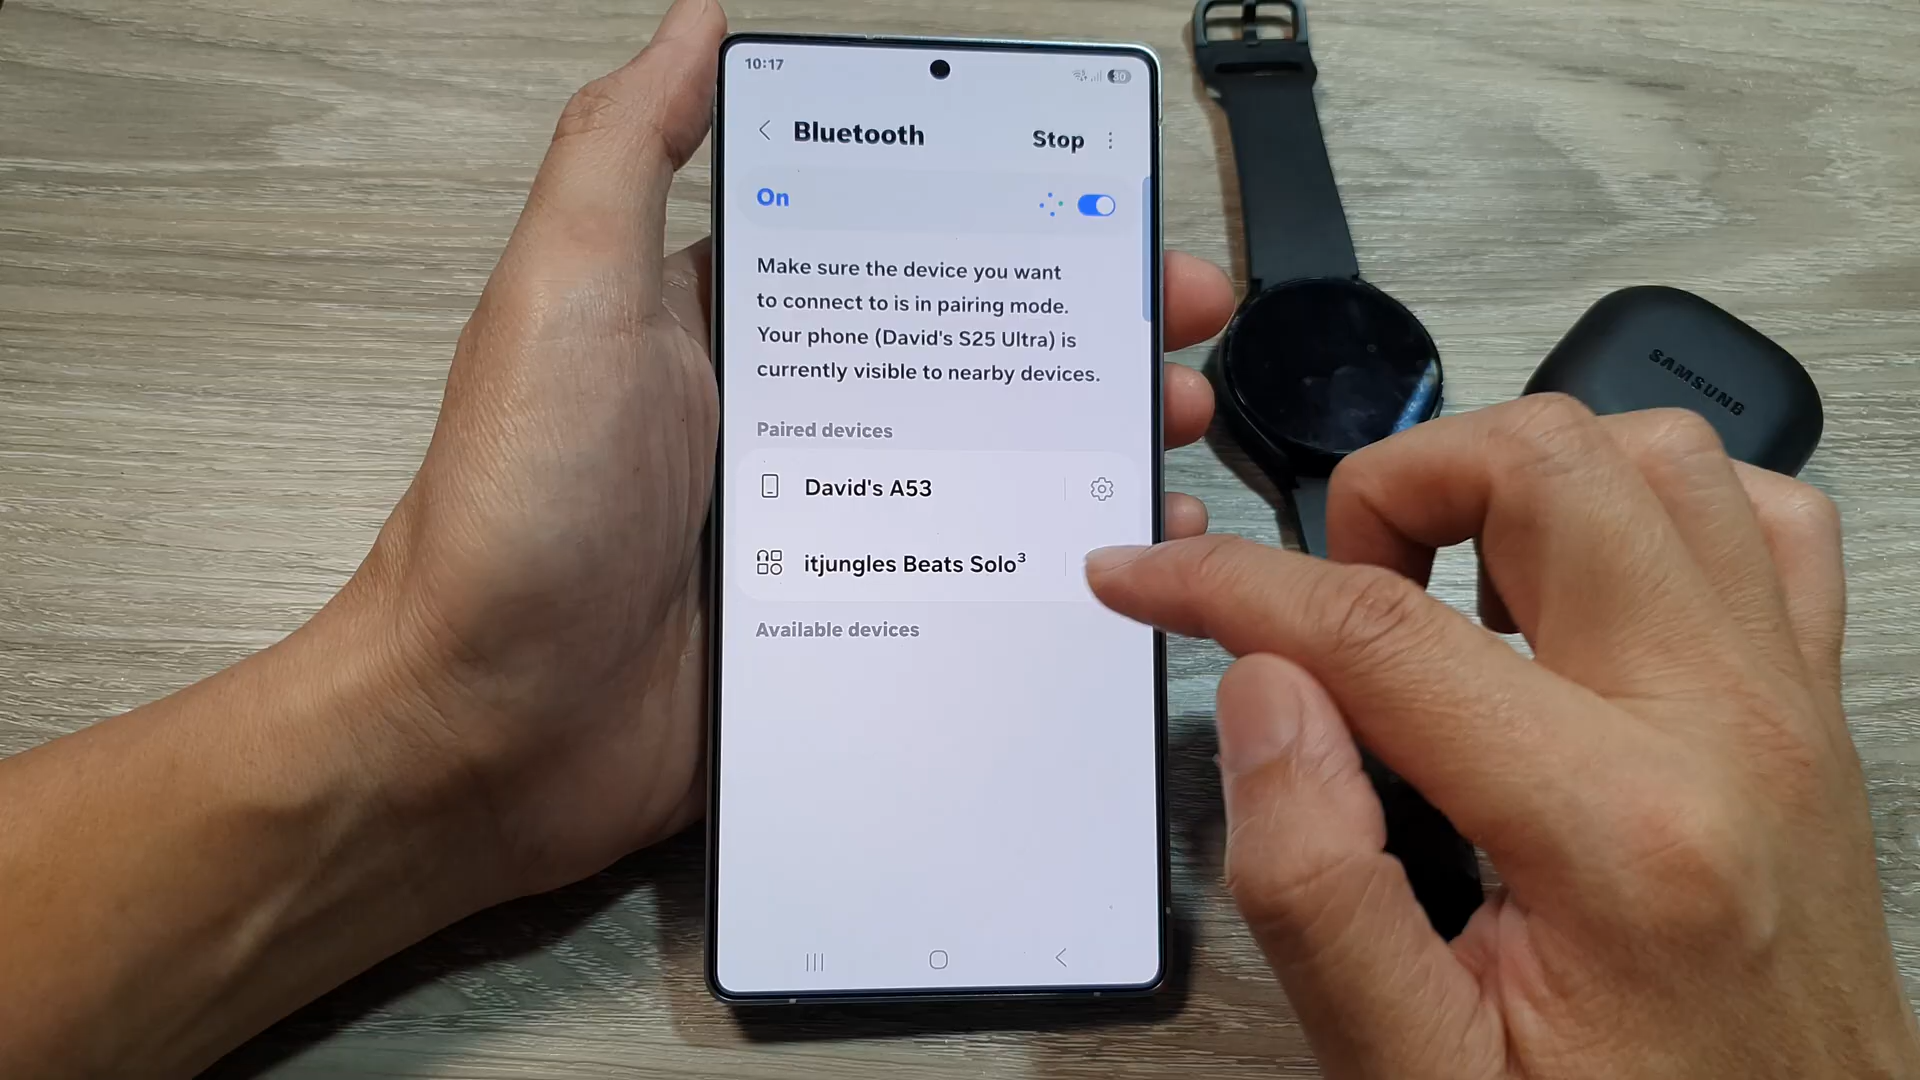 10:17
30
Bluetooth
Stop
On
Make sure the device you want
to connect to is in pairing mode.
Your phone (David's S25 Ultra) is
currently visible to nearby devices.
Paired devices
David's A53
itjungles Beats Solo³
Available devices
SAMSUNG